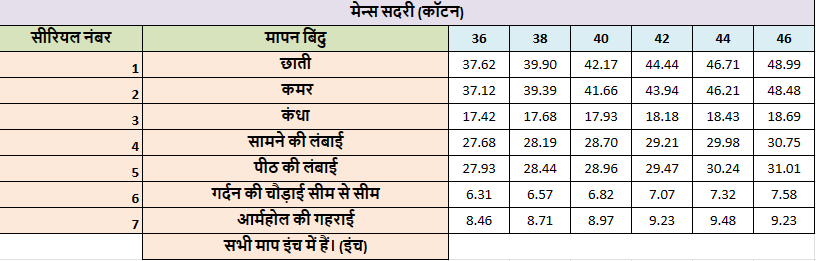 मेन्स सदरी (कॉटन)
सीरियल नंबर मापन बिंदु 36 38 40 42 44 46
1 छाती 37.62 39.90 42.17 44.44 46.71 48.99
2 कमर 37.12 39.39 41.66 43.94 46.21 48.48
3 कंधा 17.42 17.68 17.93 18.18 18.43 18.69
4 सामने की लंबाई 27.68 28.19 28.70 29.21 29.98 30.75
5 पीठ की लंबाई 27.93 28.44 28.96 29.47 30.24 31.01
6 गर्दन की चौड़ाई सीम से सीम 6.31 6.57 6.82 7.07 7.32 7.58
7 आर्महोल की गहराई 8.46 8.71 8.97 9.23 9.48 9.23
सभी माप इंच में हैं। (इंच)